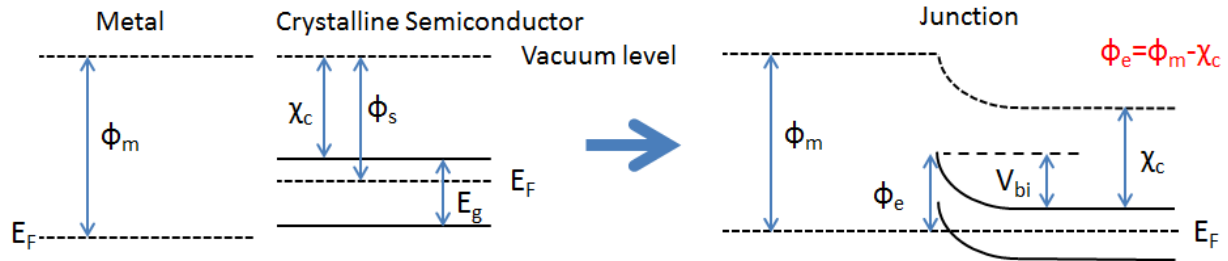 Metal
Crystalline Semiconductor
Junction
Vacuum level
ϕe=ϕm-χc
ϕm
χc
ϕs
EF
Eg
EF
ϕm
ϕe
Vbi
χc
EF